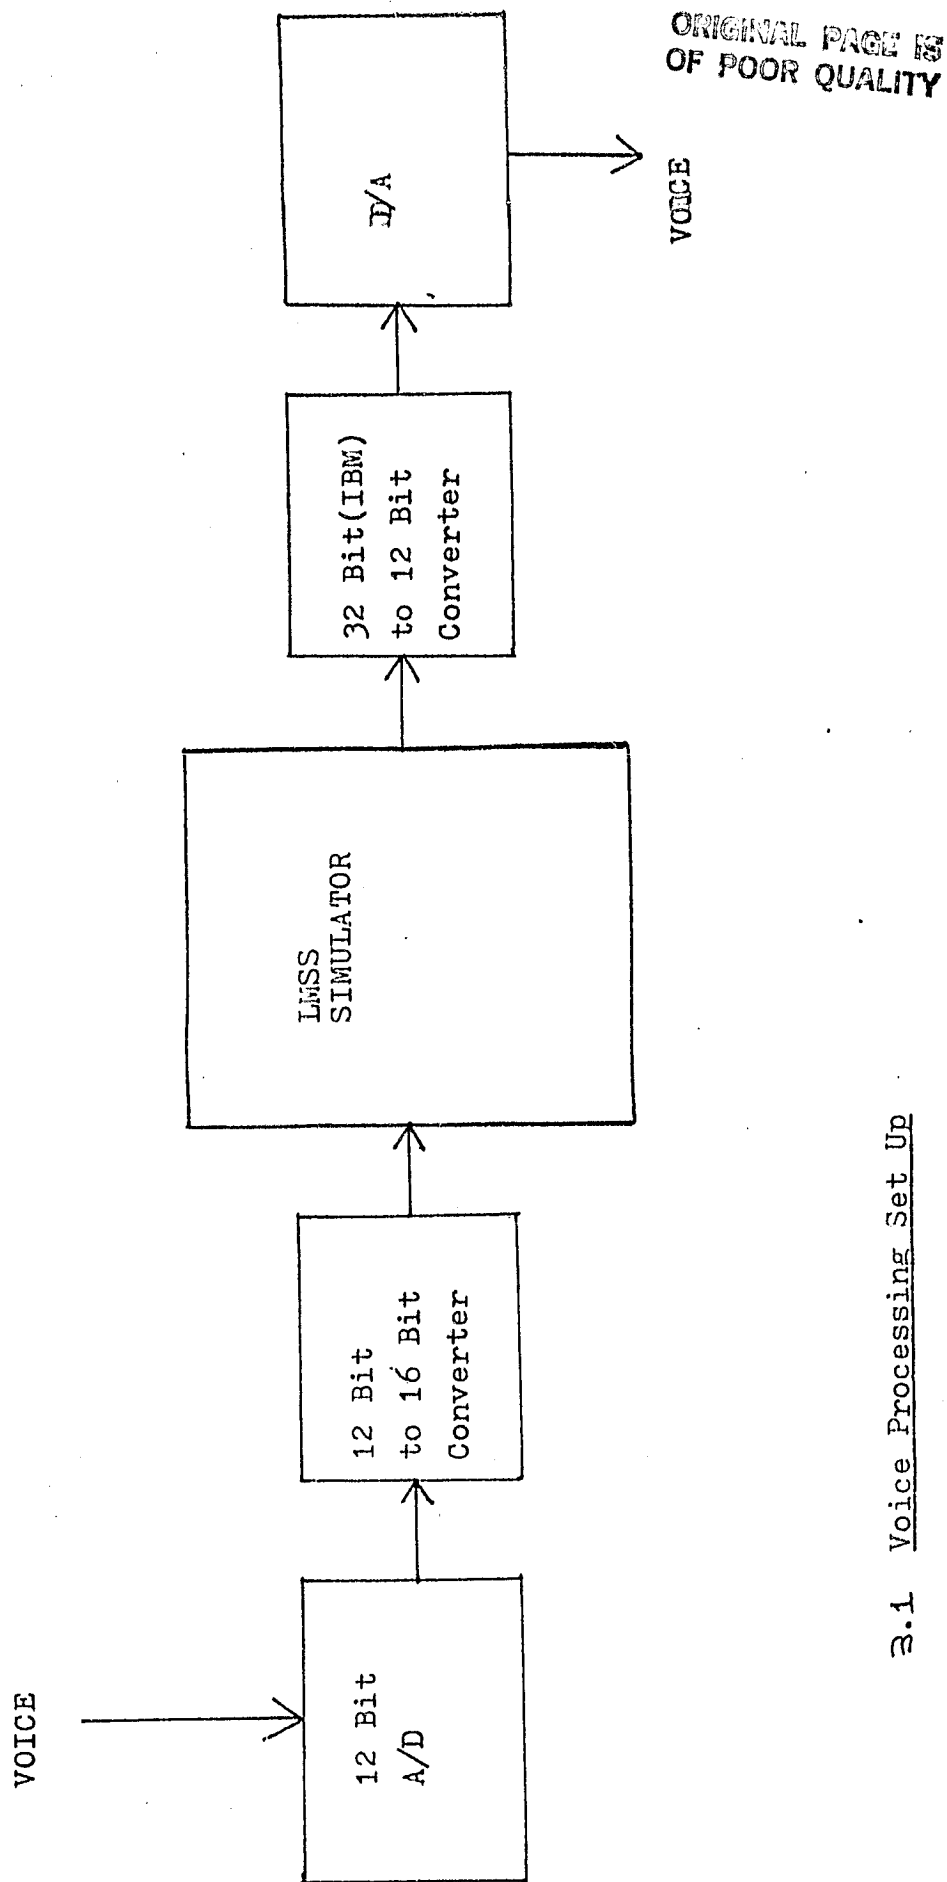 ORIGINAL PAGE IS
OF POOR QUALITY
VOICE
12 Bit
A/D
12 Bit
to 16 Bit
Converter
LMSS
SIMULATOR
32 Bit(IBM)
to 12 Bit
Converter
D/A
VOICE
3.1 Voice Processing Set Up